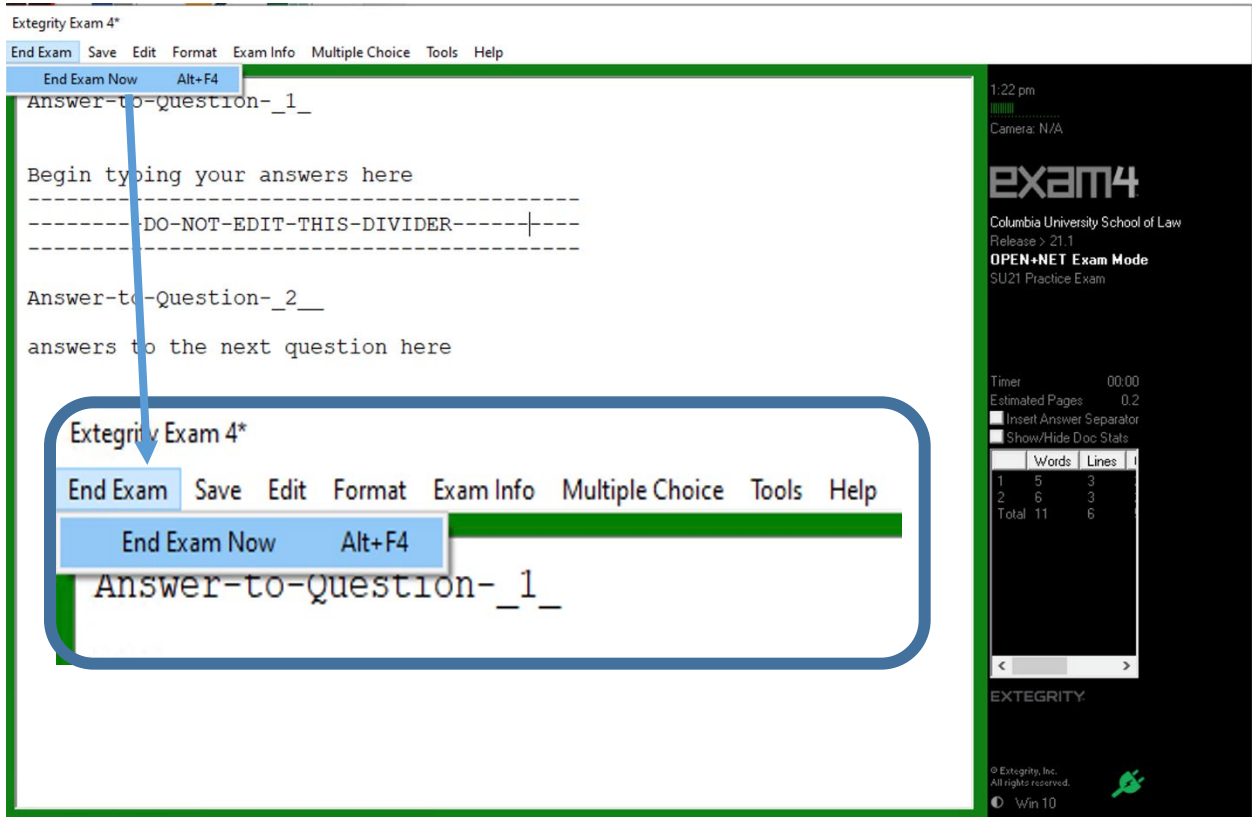 Extegrity Exam 4*
End Exam Save Edit Format Exam Info Multiple Choice Tools Help
End Exam Now Alt+F4
Answer-to-Question-_1_
Begin typing your answers here
---------------------------------------------
---------DO-NOT-EDIT-THIS-DIVIDER----------
---------------------------------------------
Answer-to-Question-_2__
answers to the next question here
Extegrity Exam 4*
End Exam Save Edit Format Exam Info Multiple Choice Tools Help
End Exam Now Alt+F4
Answer-to-Question-_1_
1:22 pm
Camera: N/A
exam4
Columbia University School of Law
Release > 21.1
OPEN+NET Exam Mode
SU21 Practice Exam
Timer 00:00
Estimated Pages 0.2
Insert Answer Separator
Show/Hide Doc Stats
Words Lines
1 5 3
2 6 3
Total 11 6
< >
EXTEGRITY
© Extegrity, Inc.
All rights reserved.
Win 10